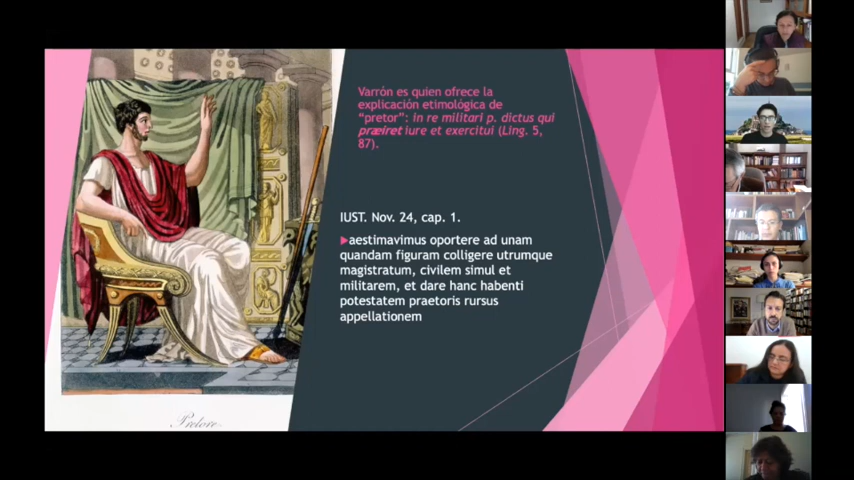 Varrón es quien ofrece la
explicación etimológica de
“pretor”: in re militari p. dictus qui
præiret iure et exercitui (Ling. 5,
87).
IUST. Nov. 24, cap. 1.
aestimavimus oportere ad unam
quandam figuram colligere utrumque
magistratum, civilem simul et
militarem, et dare hanc habenti
potestatem praetoris rursus
appellationem
Pretore